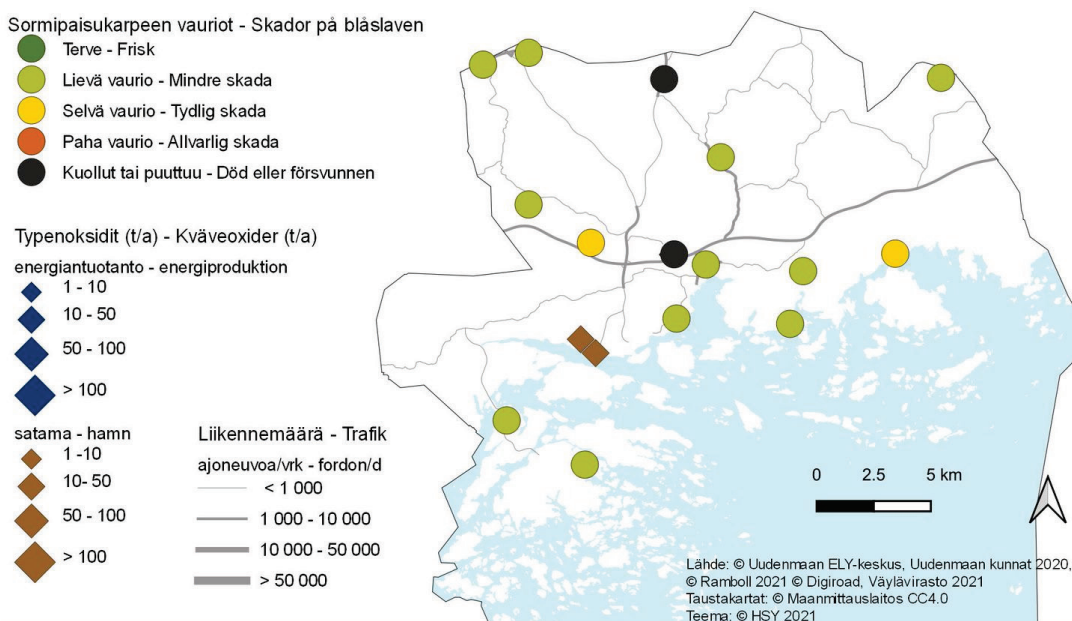 Sormipaisukarpeen vauriot - Skador på blåslaven
Terve - Frisk
Lievä vaurio - Mindre skada
Selvä vaurio - Tydlig skada
Paha vaurio - Allvarlig skada
Kuollut tai puuttuu - Död eller försvunnen
Typenoksidit (t/a) - Kväveoxider (t/a)
energiantuotanto - energiproduktion
1 - 10
10 - 50
50 - 100
> 100
satama - hamn
1 -10
10- 50
50 - 100
> 100
Liikennemäärä - Trafik
ajoneuvoa/vrk - fordon/d
< 1 000
1 000 - 10 000
10 000 - 50 000
> 50 000
0 2.5 5 km
Lähde: © Uudenmaan ELY-keskus, Uudenmaan kunnat 2020,
© Ramboll 2021 © Digiroad, Väylävirasto 2021
Taustakartat: © Maanmittauslaitos CC4.0
Teema: © HSY 2021